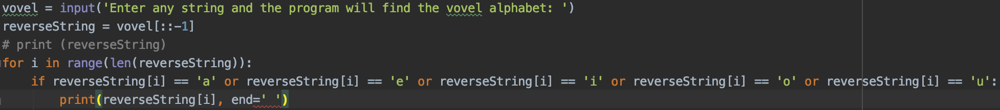 vovel = input('Enter any string and the program will find the vovel alphabet: ')
reverseString = vovel[::-1]
# print (reverseString)
for i in range(len(reverseString)):
    if reverseString[i] == 'a' or reverseString[i] == 'e' or reverseString[i] == 'i' or reverseString[i] == 'o' or reverseString[i] == 'u':
        print(reverseString[i], end=' ')